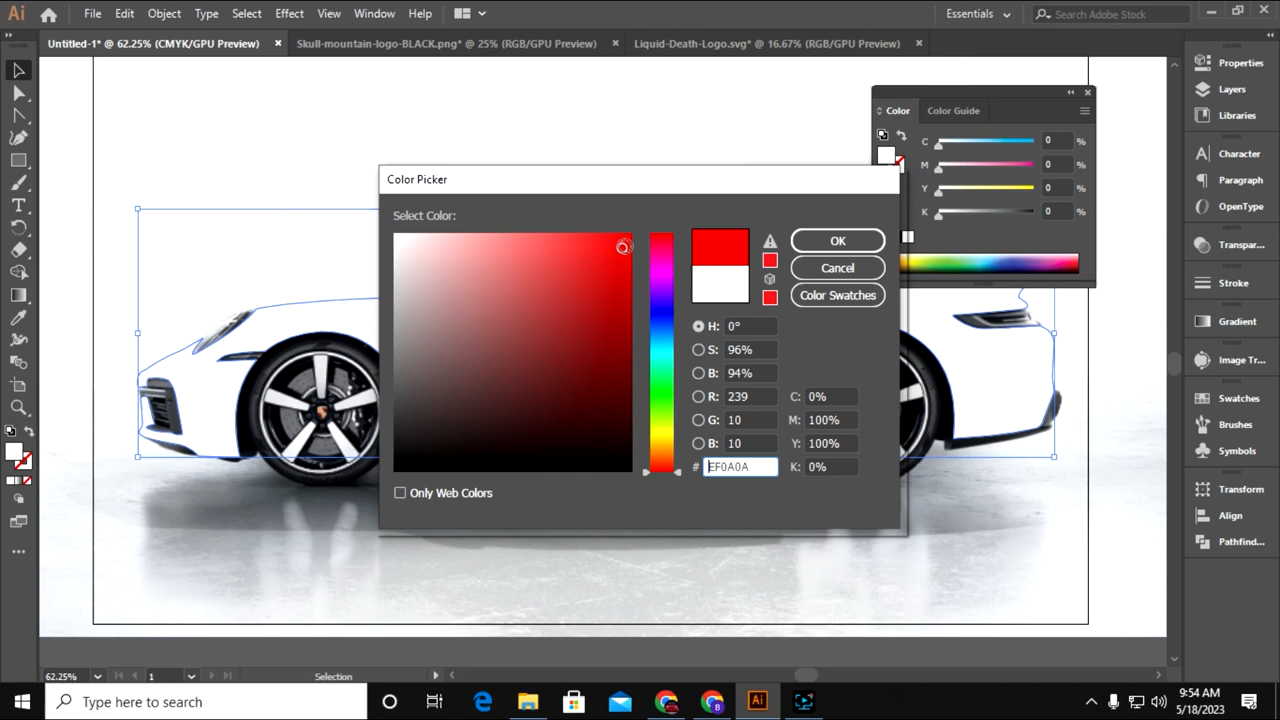 Ai File Edit Object Type Select Effect View Window Help Essentials Search Adobe Stock
Untitled-1* @ 62.25% (CMYK/GPU Preview) Skull-mountain-logo-BLACK.png* @ 25% (RGB/GPU Preview) Liquid-Death-Logo.svg* @ 16.67% (RGB/GPU Preview)
Color Color Guide
C 0 %
M 0 %
Y 0 %
K 0 %
Properties
Layers
Libraries
Character
Paragraph
OpenType
Transpar...
Stroke
Gradient
Image Tr...
Swatches
Brushes
Symbols
Transform
Align
Pathfind...
Color Picker
Select Color:
OK
Cancel
Color Swatches
H: 0°
S: 96%
B: 94%
R: 239 C: 0%
G: 10 M: 100%
B: 10 Y: 100%
# EF0A0A K: 0%
Only Web Colors
62.25% 1 Selection
Type here to search
Ai
9:54 AM
5/18/2023